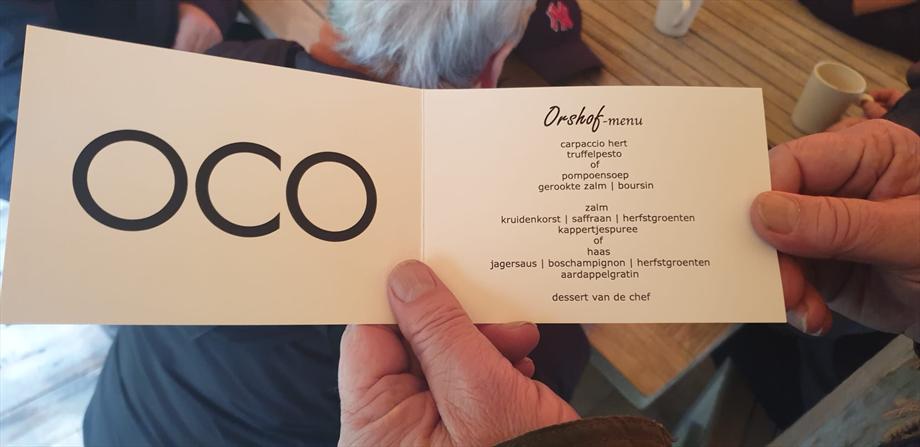 OCO
Orshof-menu
carpaccio hert
truffelpesto
of
pompoensoep
gerookte zalm | boursin
zalm
kruidenkorst | saffraan | herfstgroenten
kappertjespuree
of
haas
jagersaus | boschampignon | herfstgroenten
aardappelgratin
dessert van de chef